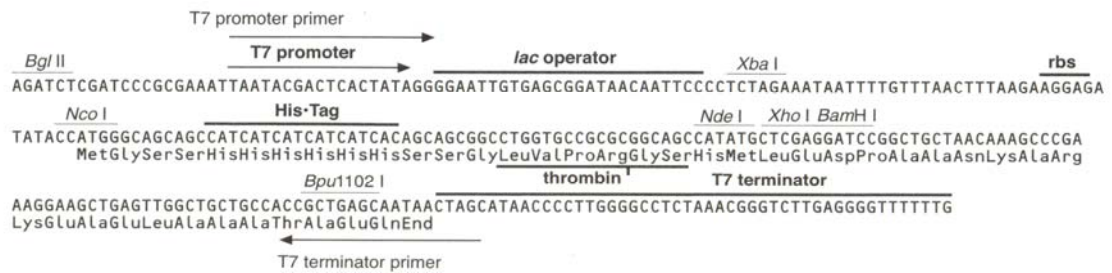 T7 promoter primer
Bgl II T7 promoter lac operator Xba I rbs
AGATCTCGATCCCGCGAAATTAATACGACTCACTATAGGGGAATTGTGAGCGGATAACAATTCCCCTCTAGAAATAATTTTGTTTAACTTTAAGAAGGAGA
Nco I His•Tag Nde I Xho I BamH I
TATACCATGGGCAGCAGCCATCATCATCATCATCACAGCAGCGGCCTGGTGCCGCGCGGCAGCCATATGCTCGAGGATCCGGCTGCTAACAAAGCCCGA
MetGlySerSerHisHisHisHisHisHisSerSerGlyLeuValProArgGlySerHisMetLeuGluAspProAlaAlaAsnLysAlaArg
Bpu1102 I thrombin T7 terminator
AAGGAAGCTGAGTTGGCTGCTGCCACCGCTGAGCAATAACTAGCATAACCCCTTGGGGCCTCTAAACGGGTCTTGAGGGGTTTTTTG
LysGluAlaGluLeuAlaAlaAlaThrAlaGluGlnEnd
T7 terminator primer